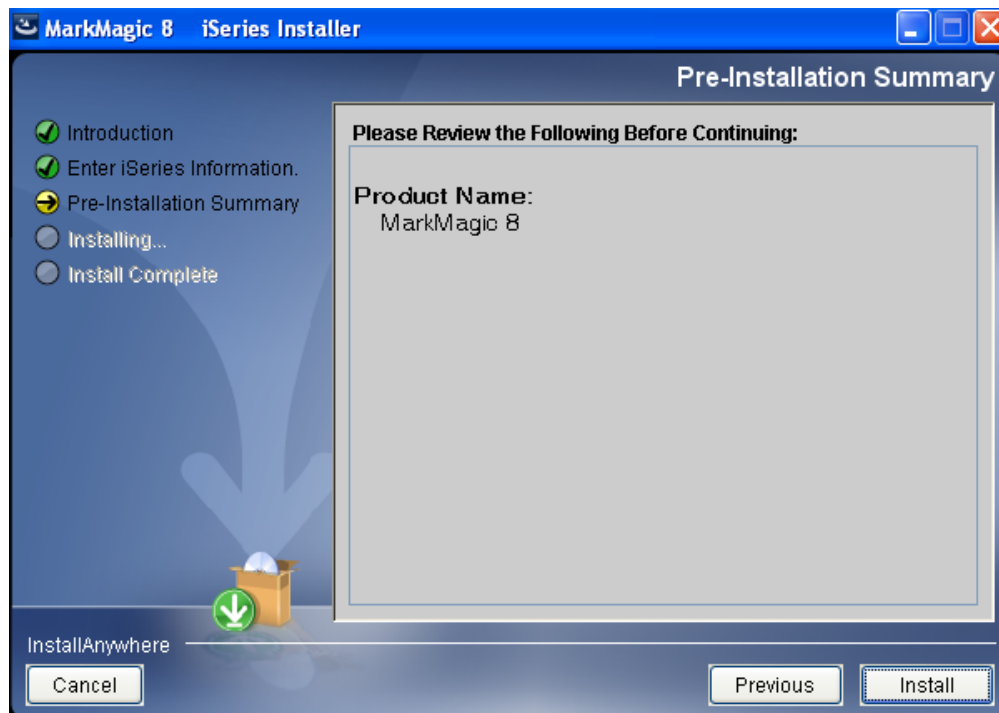 MarkMagic 8 iSeries Installer
Pre-Installation Summary
Introduction
Enter iSeries Information.
Pre-Installation Summary
Installing...
Install Complete
Please Review the Following Before Continuing:
Product Name:
MarkMagic 8
InstallAnywhere
Cancel
Previous
Install